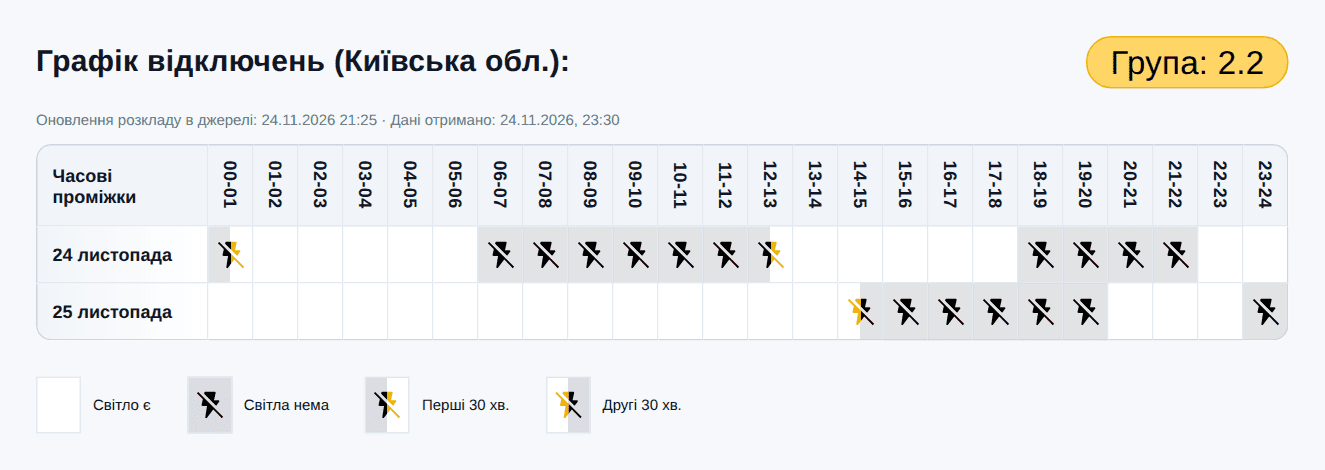 Графік відключень (Київська обл.):
Група: 2.2
Оновлення розкладу в джерелі: 24.11.2026 21:25 · Дані отримано: 24.11.2026, 23:30
Часові
проміжки
00-01 01-02 02-03 03-04 04-05 05-06 06-07 07-08 08-09 09-10 10-11 11-12 12-13 13-14 14-15 15-16 16-17 17-18 18-19 19-20 20-21 21-22 22-23 23-24
24 листопада
25 листопада
Світло є Світла нема Перші 30 хв. Другі 30 хв.